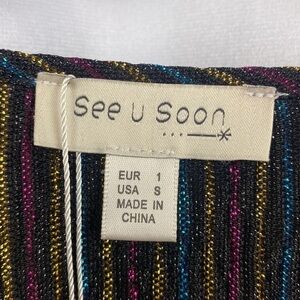 See U Soon
EUR 1
USA S
MADE IN
CHINA